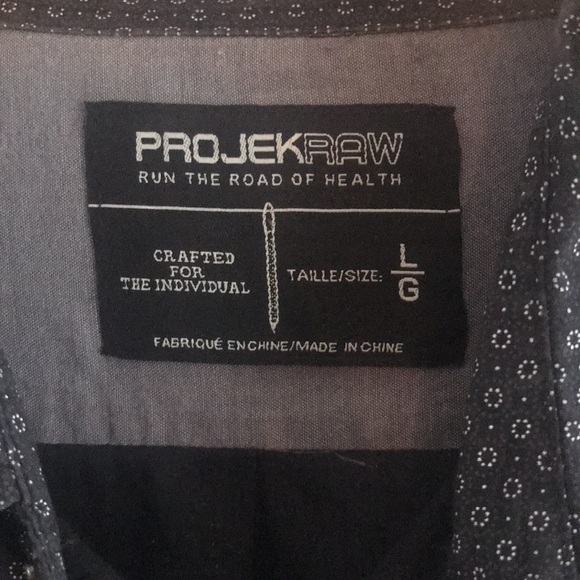 PROJEKRAW
RUN THE ROAD OF HEALTH
CRAFTED
FOR
THE INDIVIDUAL
TAILLE/SIZE: L/G
FABRIQUÉ EN CHINE/MADE IN CHINE